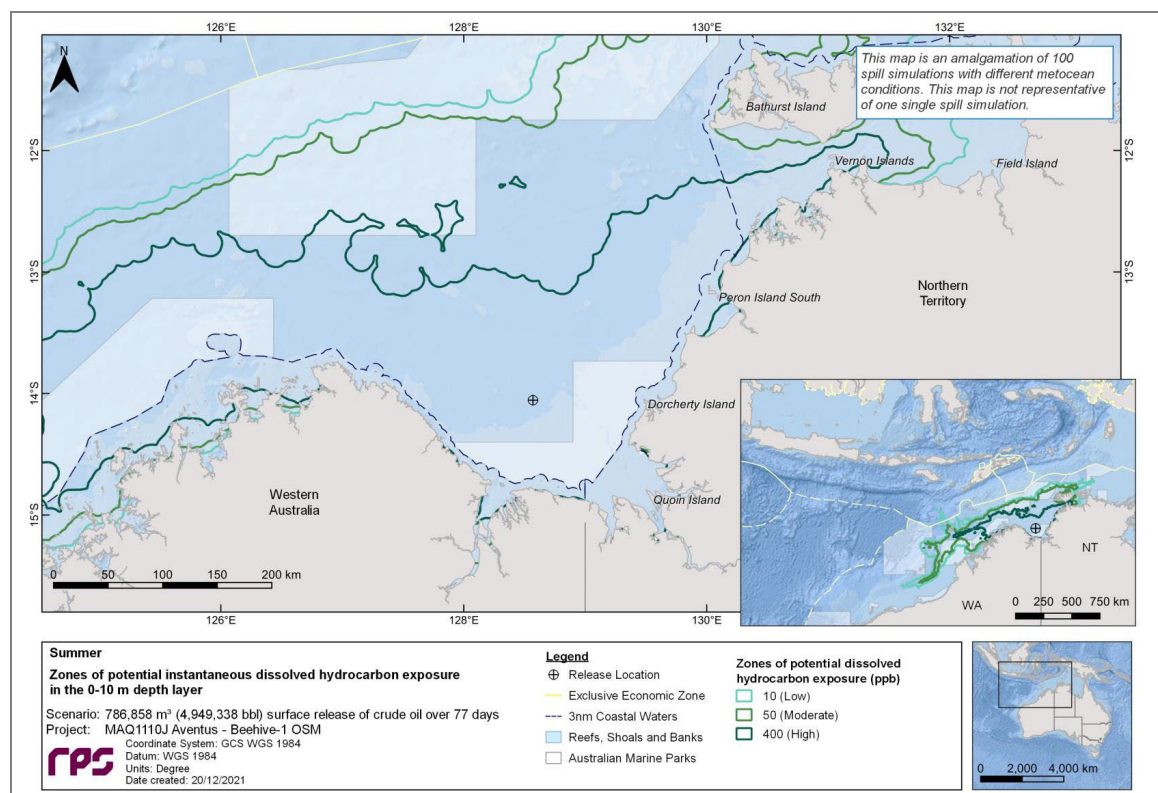 126°E
128°E
130°E
132°E
N
This map is an amalgamation of 100
spill simulations with different metocean
conditions. This map is not representative
of one single spill simulation.
Bathurst Island
12°S
12°S
Vernon Islands
Field Island
13°S
13°S
Northern
Territory
Peron Island South
14°S
Dorcherty Island
Western
Australia
Quoin Island
15°S
0 50 100 150 200 km
NT
WA
0 250 500 750 km
126°E
128°E
130°E
Summer
Zones of potential instantaneous dissolved hydrocarbon exposure
in the 0-10 m depth layer
Scenario: 786,858 m³ (4,949,338 bbl) surface release of crude oil over 77 days
Project: MAQ1110J Aventus - Beehive-1 OSM
rps
Coordinate System: GCS WGS 1984
Datum: WGS 1984
Units: Degree
Date created: 20/12/2021
Legend
Release Location
Exclusive Economic Zone
3nm Coastal Waters
Reefs, Shoals and Banks
Australian Marine Parks
Zones of potential dissolved
hydrocarbon exposure (ppb)
10 (Low)
50 (Moderate)
400 (High)
0 2,000 4,000 km